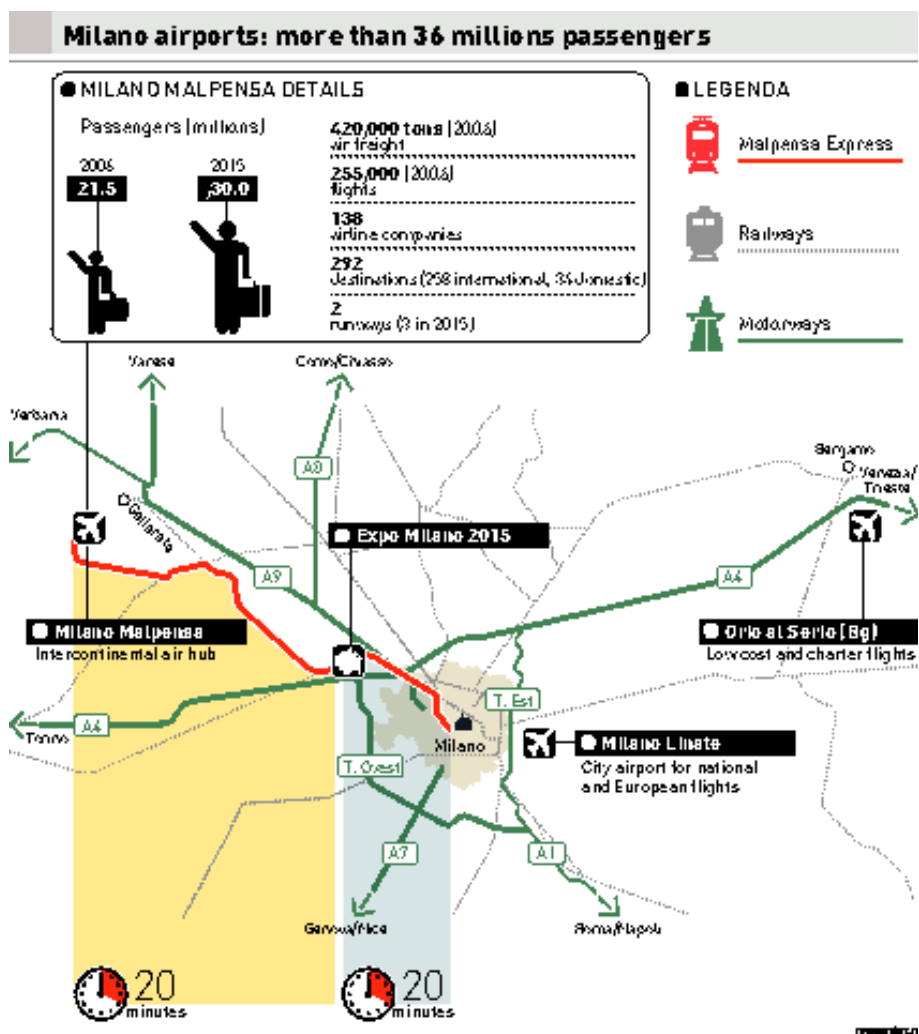 Milano airports: more than 36 millions passengers
MILANO MALPENSA DETAILS
Passengers (millions)
2006
21.5
2015
30.0
420,000 tons (2006)
air freight
255,000 (2006)
flights
138
airline companies
292
destinations (258 international, 34 domestic)
2
runways (3 in 2015)
LEGENDA
Malpensa Express
Railways
Motorways
Varese
Como/Chiasso
Verbania
Bergamo
Venezia/
Trieste
Gallarate
A8
Expo Milano 2015
A9
A4
Milano Malpensa
Intercontinental air hub
Orio al Serio (Bg)
Low cost and charter flights
T. Est
A4
Torino
Milano
Milano Linate
City airport for national
and European flights
T. Ovest
A7
A1
Genova/Nice
Roma/Napoli
20
minutes
20
minutes